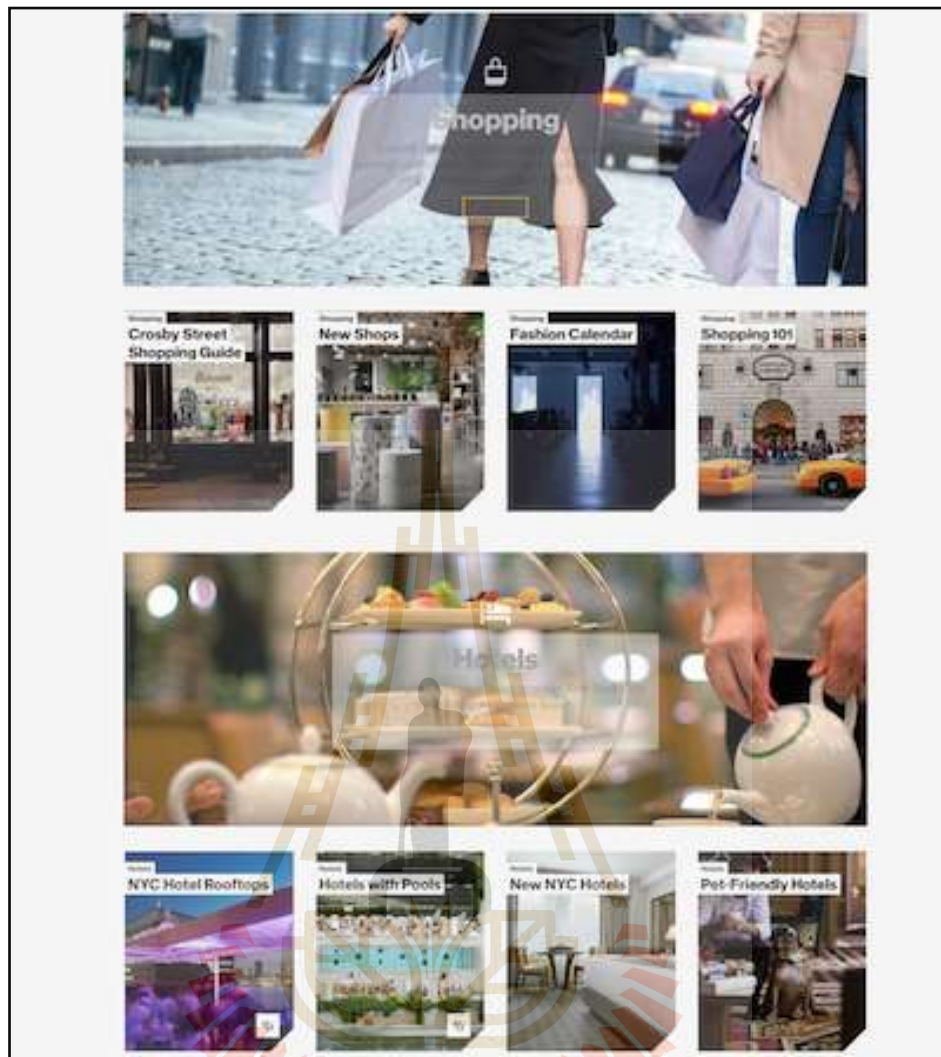 Shopping
Shopping
Crosby Street
Shopping Guide
Shopping
New Shops
Shopping
Fashion Calendar
Shopping
Shopping 101
Hotels
Hotels
NYC Hotel Rooftops
Hotels
Hotels with Pools
Hotels
New NYC Hotels
Hotels
Pet-Friendly Hotels